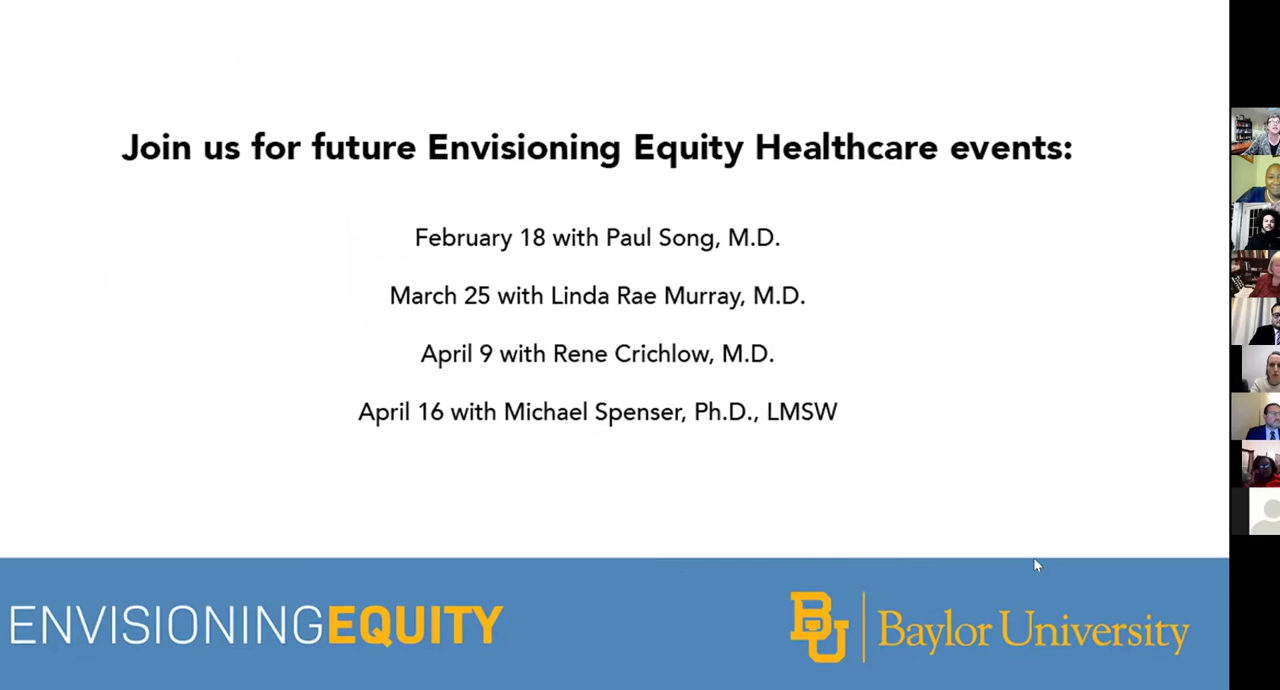 Join us for future Envisioning Equity Healthcare events:
February 18 with Paul Song, M.D.
March 25 with Linda Rae Murray, M.D.
April 9 with Rene Crichlow, M.D.
April 16 with Michael Spenser, Ph.D., LMSW
ENVISIONINGEQUITY
BU
Baylor University